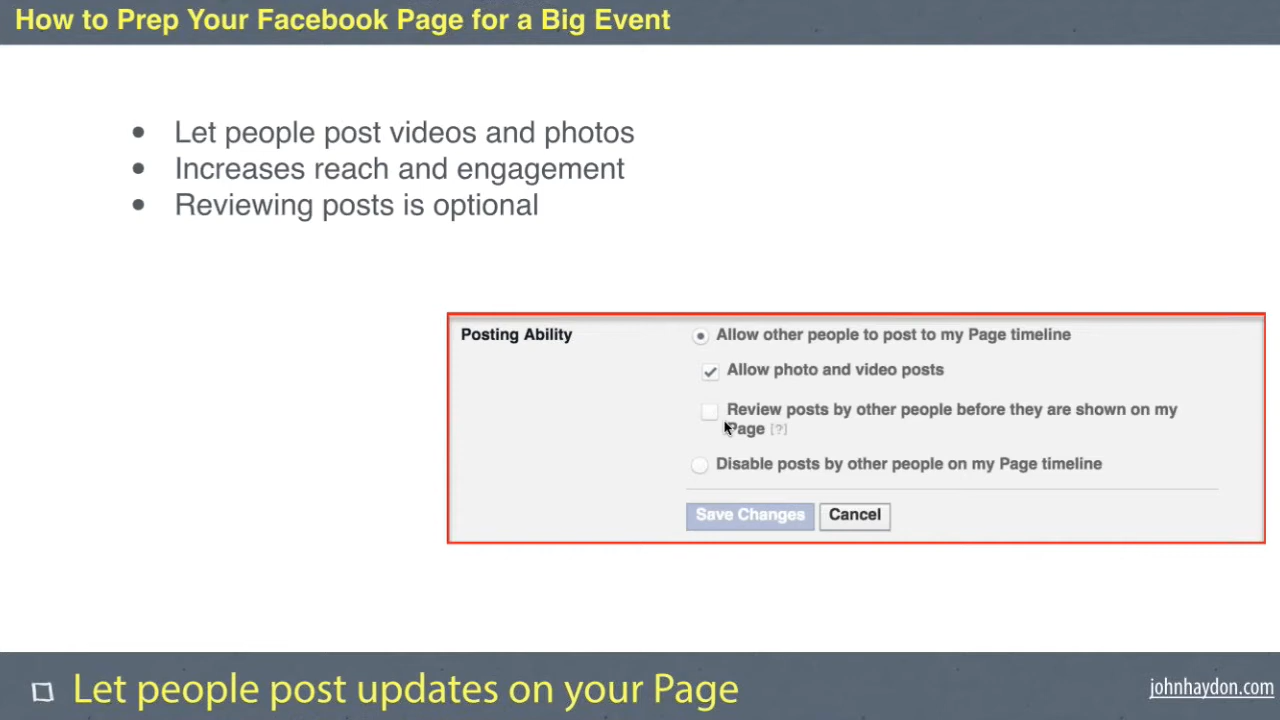 How to Prep Your Facebook Page for a Big Event
• Let people post videos and photos
• Increases reach and engagement
• Reviewing posts is optional
Posting Ability
Allow other people to post to my Page timeline
Allow photo and video posts
Review posts by other people before they are shown on my
Page [?]
Disable posts by other people on my Page timeline
Save Changes Cancel
Let people post updates on your Page
johnhaydon.com